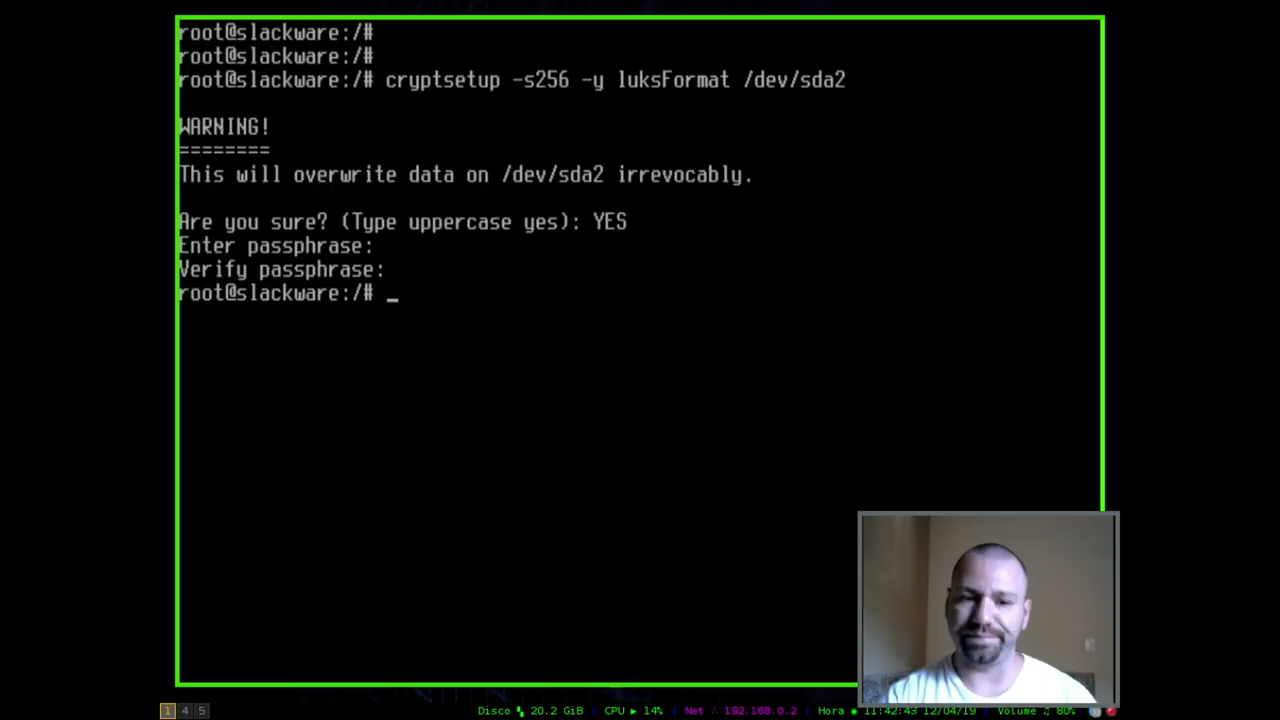 root@slackware:/#
root@slackware:/#
root@slackware:/# cryptsetup -s256 -y luksFormat /dev/sda2
WARNING!
========
This will overwrite data on /dev/sda2 irrevocably.
Are you sure? (Type uppercase yes): YES
Enter passphrase:
Verify passphrase:
root@slackware:/# _
1 4 5 Disco 20.2 GiB | CPU ▶ 14% | Net ∴ 192.168.0.2 | Hora ◉ 11:42:43 12/04/19 | Volume ♫ 80%